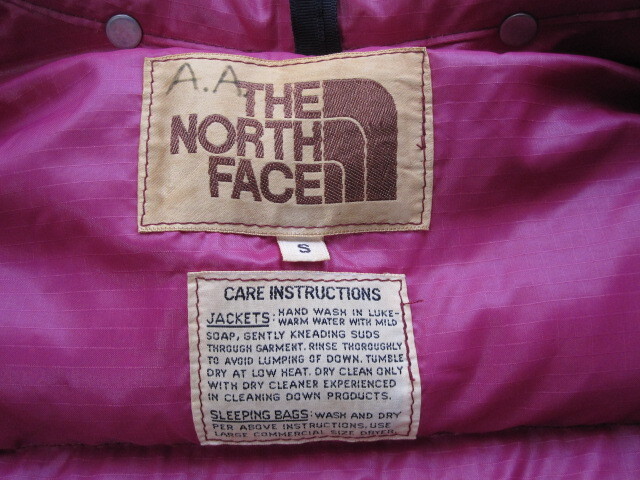 A.A.
THE
NORTH
FACE
S
CARE INSTRUCTIONS
JACKETS: HAND WASH IN LUKE-
WARM WATER WITH MILD
SOAP, GENTLY KNEADING SUDS
THROUGH GARMENT. RINSE THOROUGHLY
TO AVOID LUMPING OF DOWN. TUMBLE
DRY AT LOW HEAT. DRY CLEAN ONLY
WITH DRY CLEANER EXPERIENCED
IN CLEANING DOWN PRODUCTS.
SLEEPING BAGS: WASH AND DRY
PER ABOVE INSTRUCTIONS. USE
LARGE COMMERCIAL SIZE DRYER.